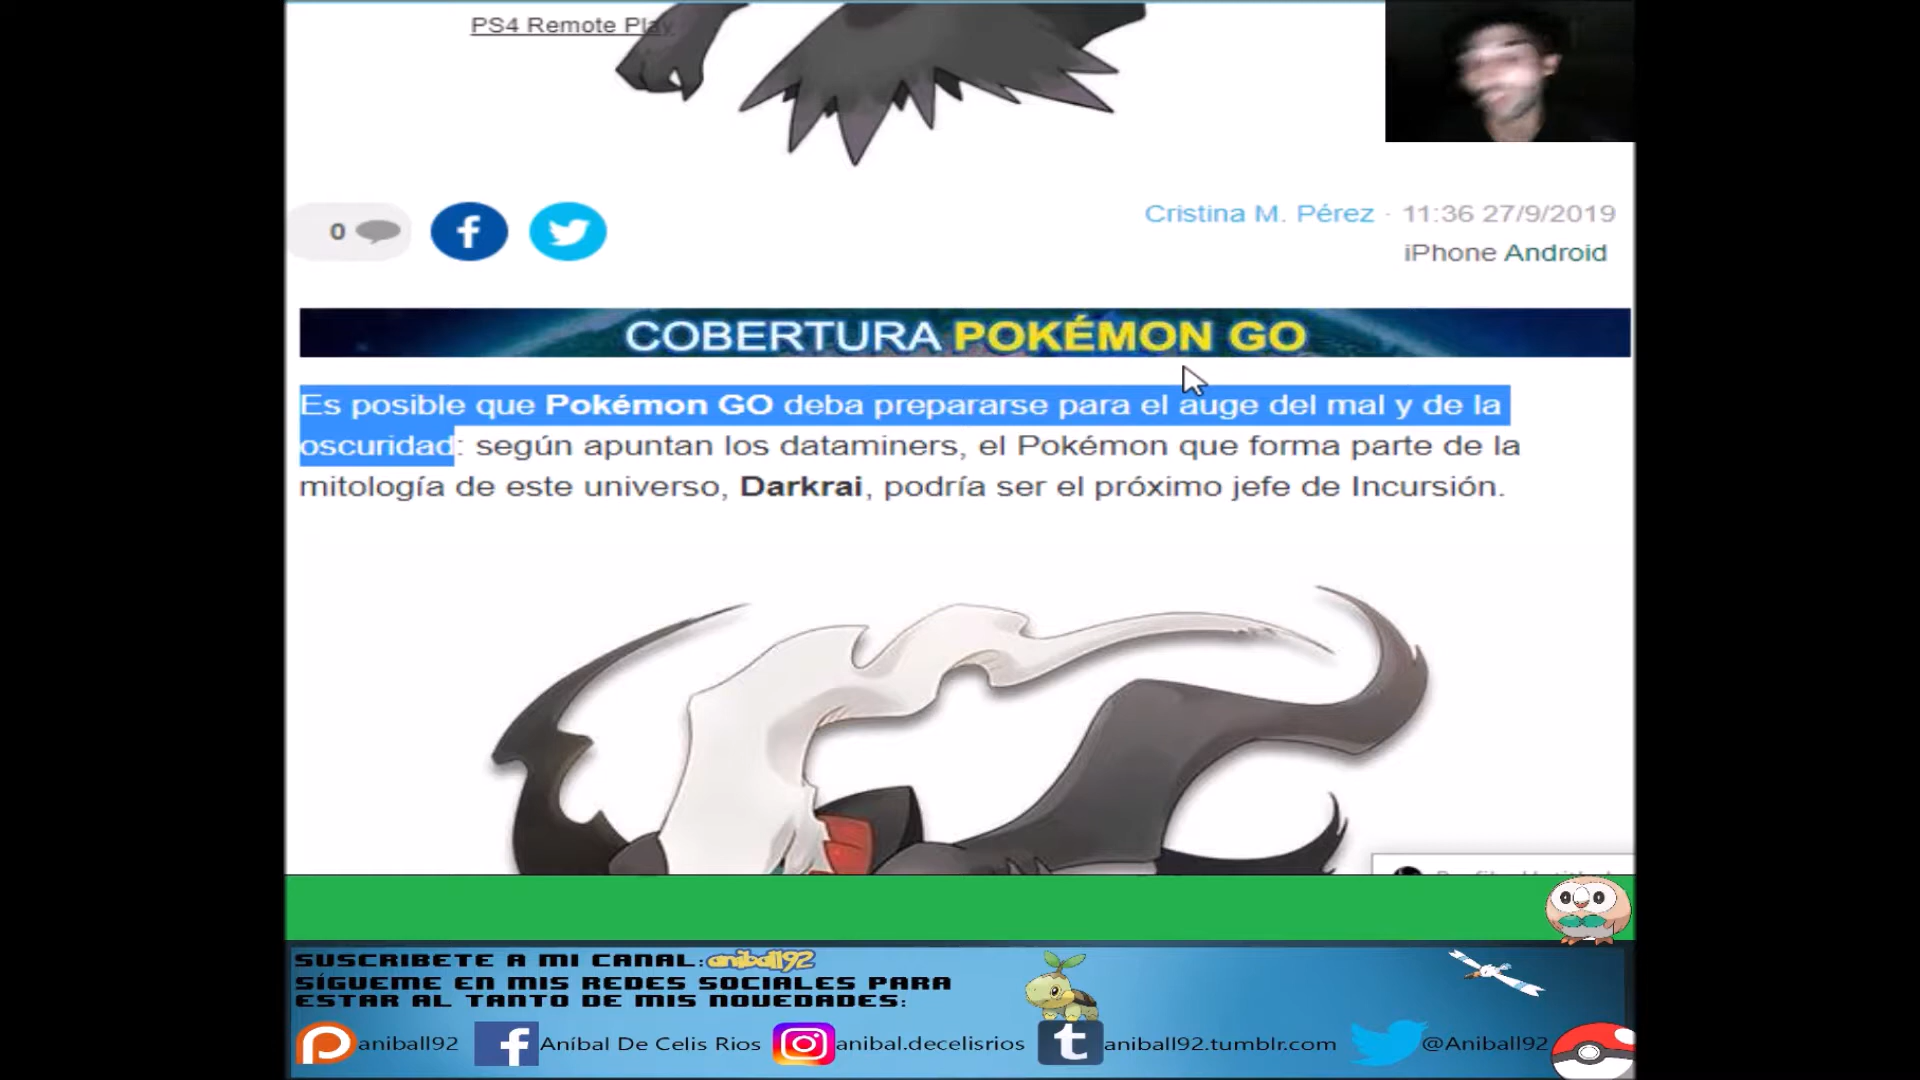 PS4 Remote Play
0
Cristina M. Pérez · 11:36 27/9/2019
iPhone Android
COBERTURA POKÉMON GO
Es posible que Pokémon GO deba prepararse para el auge del mal y de la
oscuridad: según apuntan los dataminers, el Pokémon que forma parte de la
mitología de este universo, Darkrai, podría ser el próximo jefe de Incursión.
SUSCRIBETE A MI CANAL: aniball92
SÍGUEME EN MIS REDES SOCIALES PARA
ESTAR AL TANTO DE MIS NOVEDADES:
aniball92 Aníbal De Celis Rios anibal.decelisrios aniball92.tumblr.com @Aniball92